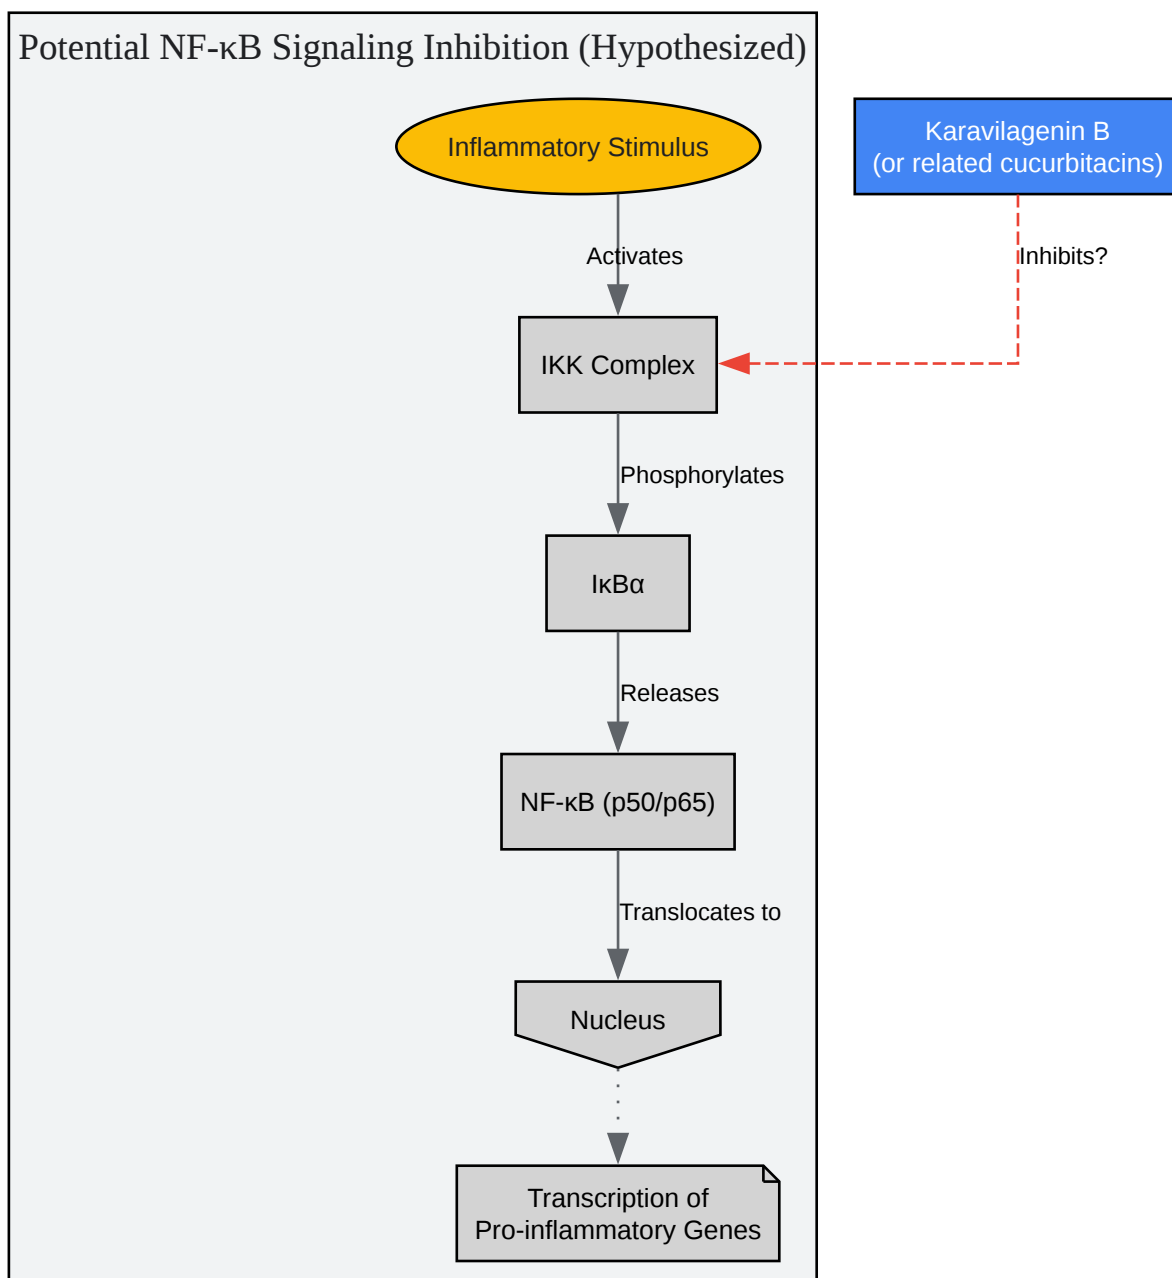 Potential NF-κB Signaling Inhibition (Hypothesized)
Inflammatory Stimulus
Karavilagenin B
(or related cucurbitacins)
Activates
Inhibits?
IKK Complex
Phosphorylates
IκBα
Releases
NF-κB (p50/p65)
Translocates to
Nucleus
Transcription of
Pro-inflammatory Genes